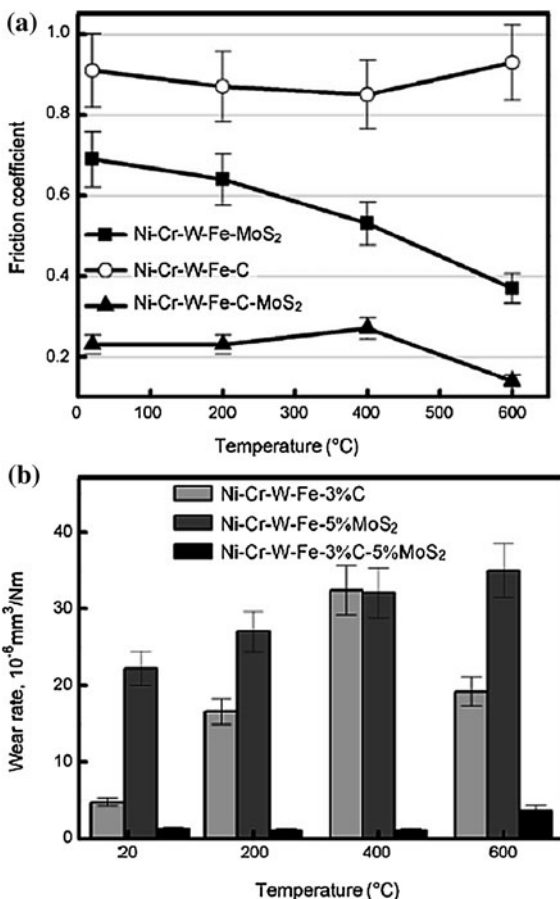 (a)
1.0
0.8
0.6
0.4
0.2
Friction coefficient
Ni-Cr-W-Fe-MoS₂
Ni-Cr-W-Fe-C
Ni-Cr-W-Fe-C-MoS₂
0 100 200 300 400 500 600
Temperature (°C)
(b)
40
30
20
10
0
Wear rate, 10⁻⁶mm³/Nm
Ni-Cr-W-Fe-3%C
Ni-Cr-W-Fe-5%MoS₂
Ni-Cr-W-Fe-3%C-5%MoS₂
20 200 400 600
Temperature (°C)